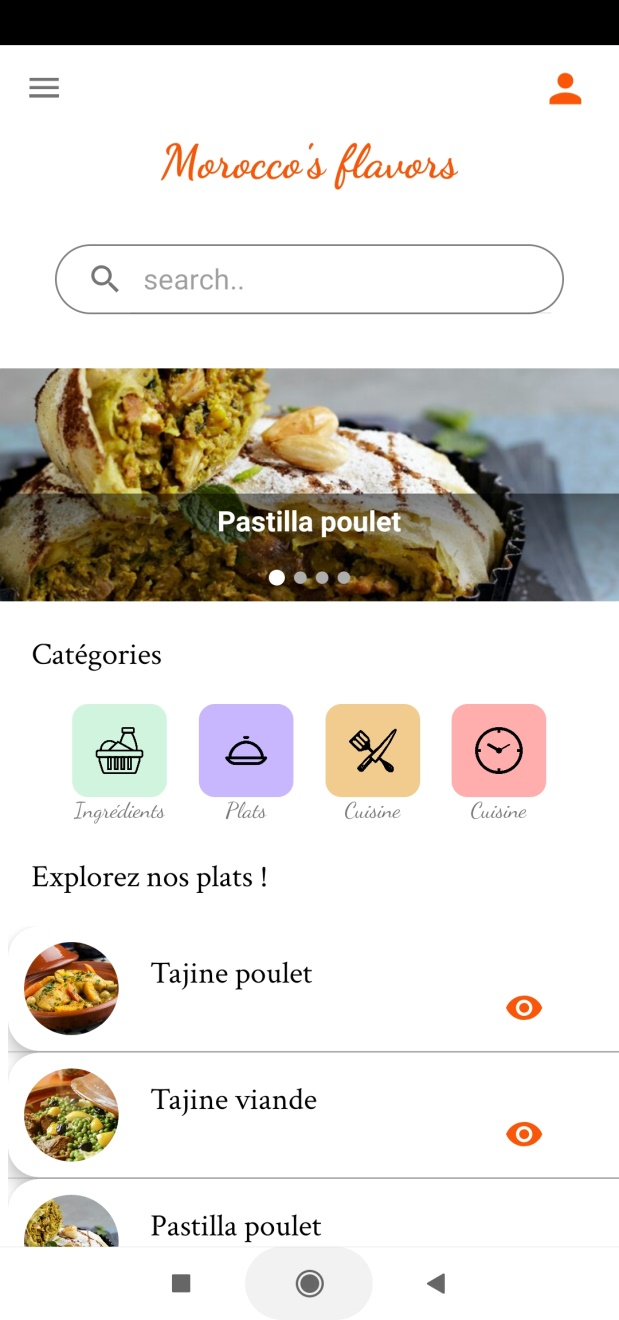 Morocco's flavors
search..
Pastilla poulet
Catégories
Ingrédients Plats Cuisine Cuisine
Explorez nos plats !
Tajine poulet
Tajine viande
Pastilla poulet